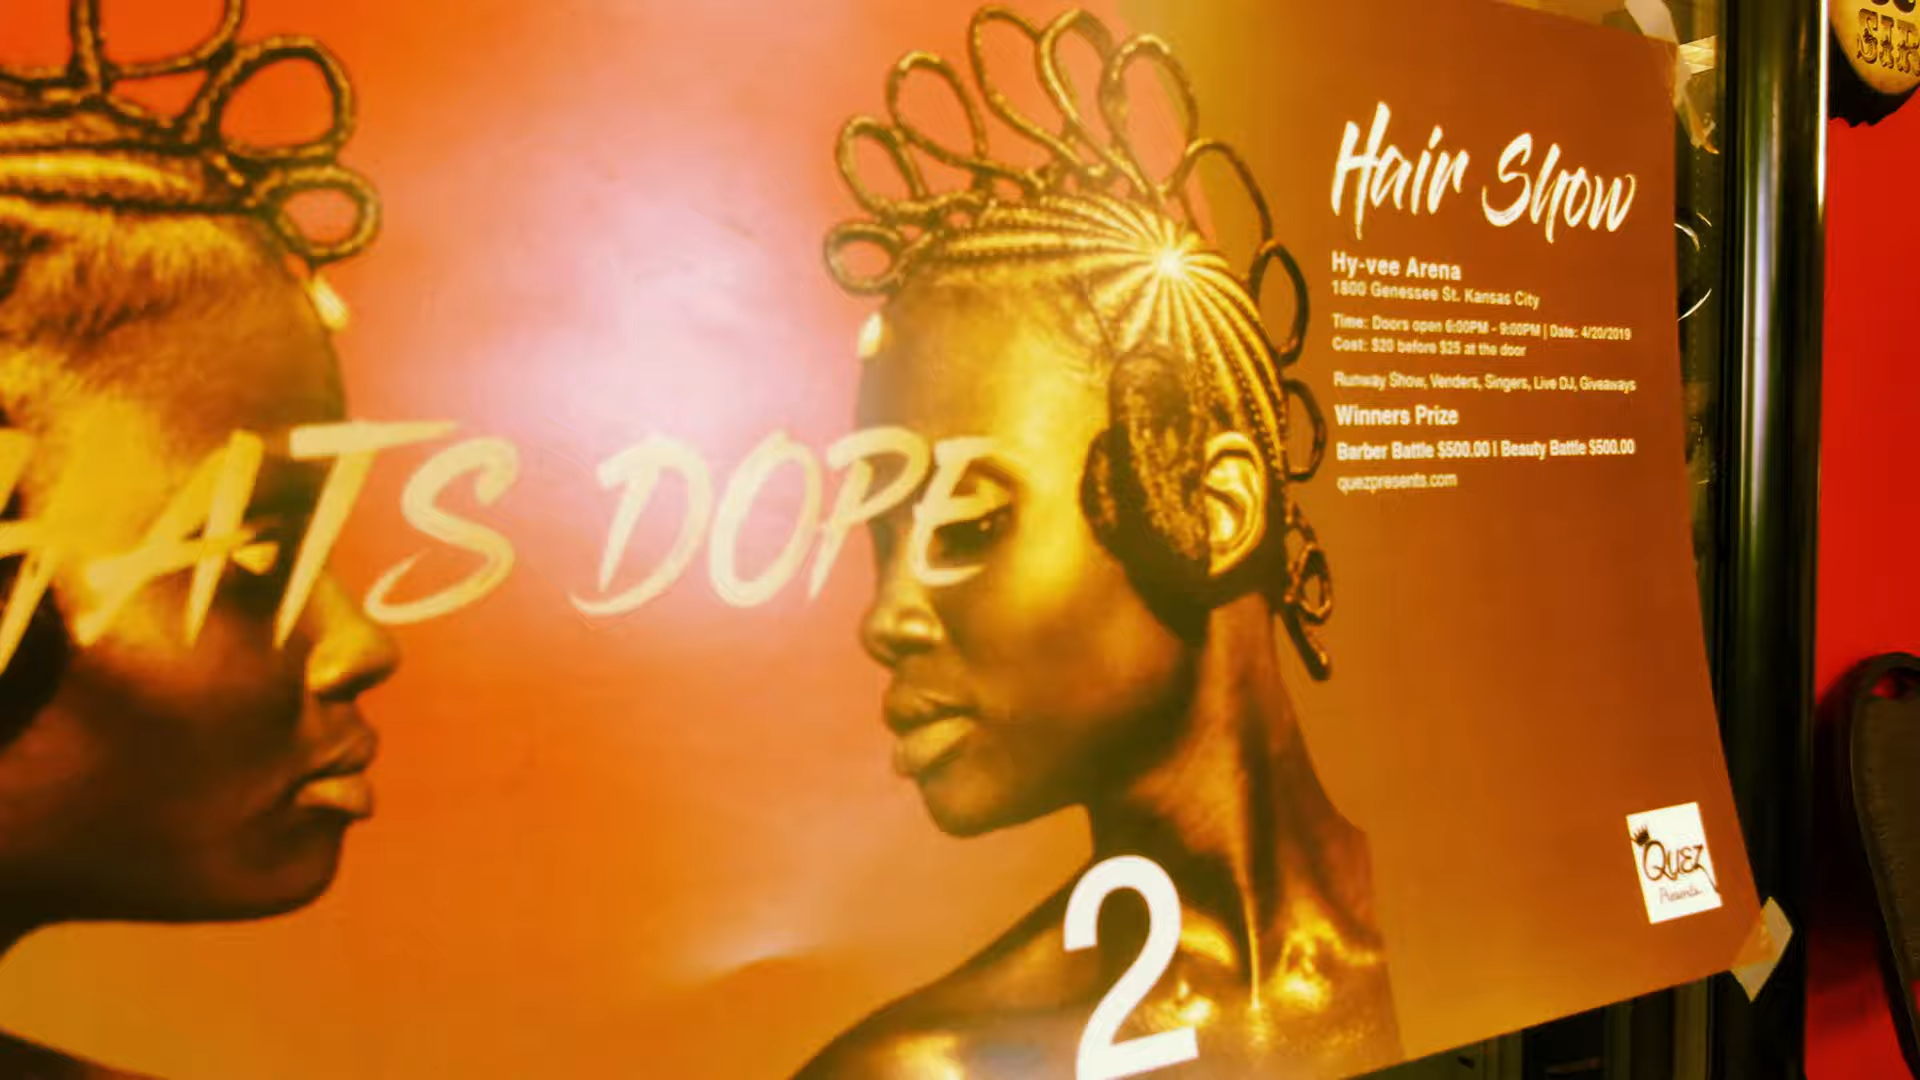 Hair Show
Hy-vee Arena
1800 Genessee St. Kansas City
Time: Doors open 6:00PM - 9:00PM | Date: 4/20/2019
Cost: $20 before $25 at the door
Runway Show, Venders, Singers, Live DJ, Giveaways
Winners Prize
Barber Battle $500.00 | Beauty Battle $500.00
quezpresents.com
HATS DOPE
2
Quez
Presents